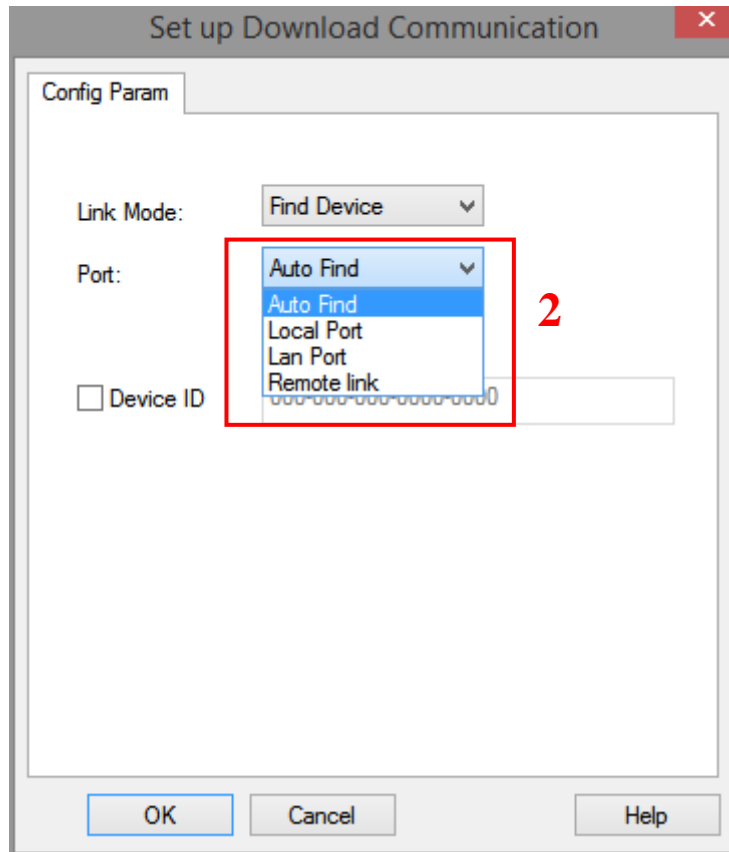 Set up Download Communication
Config Param
Link Mode: Find Device
Port: Auto Find
Auto Find
Local Port
Lan Port
Remote link
2
Device ID
OK Cancel Help